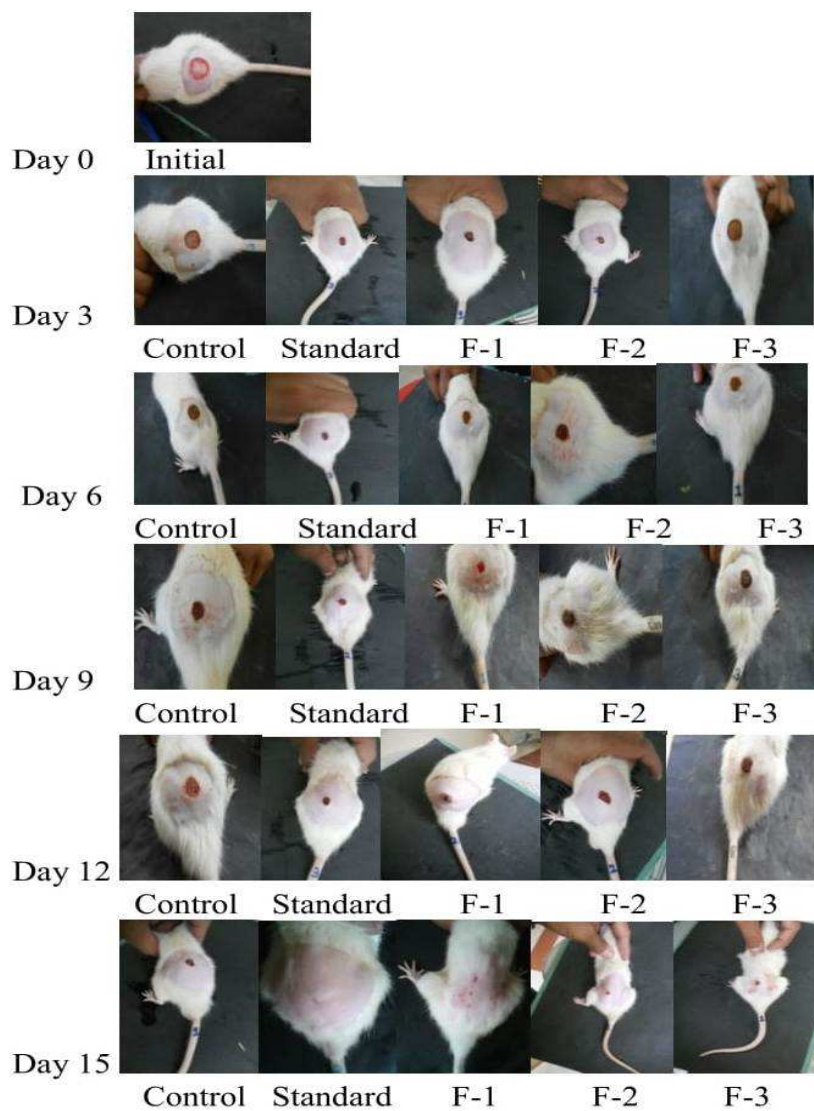 Day 0 Initial
Day 3
Control Standard F-1 F-2 F-3
Day 6
Control Standard F-1 F-2 F-3
Day 9
Control Standard F-1 F-2 F-3
Day 12
Control Standard F-1 F-2 F-3
Day 15
Control Standard F-1 F-2 F-3